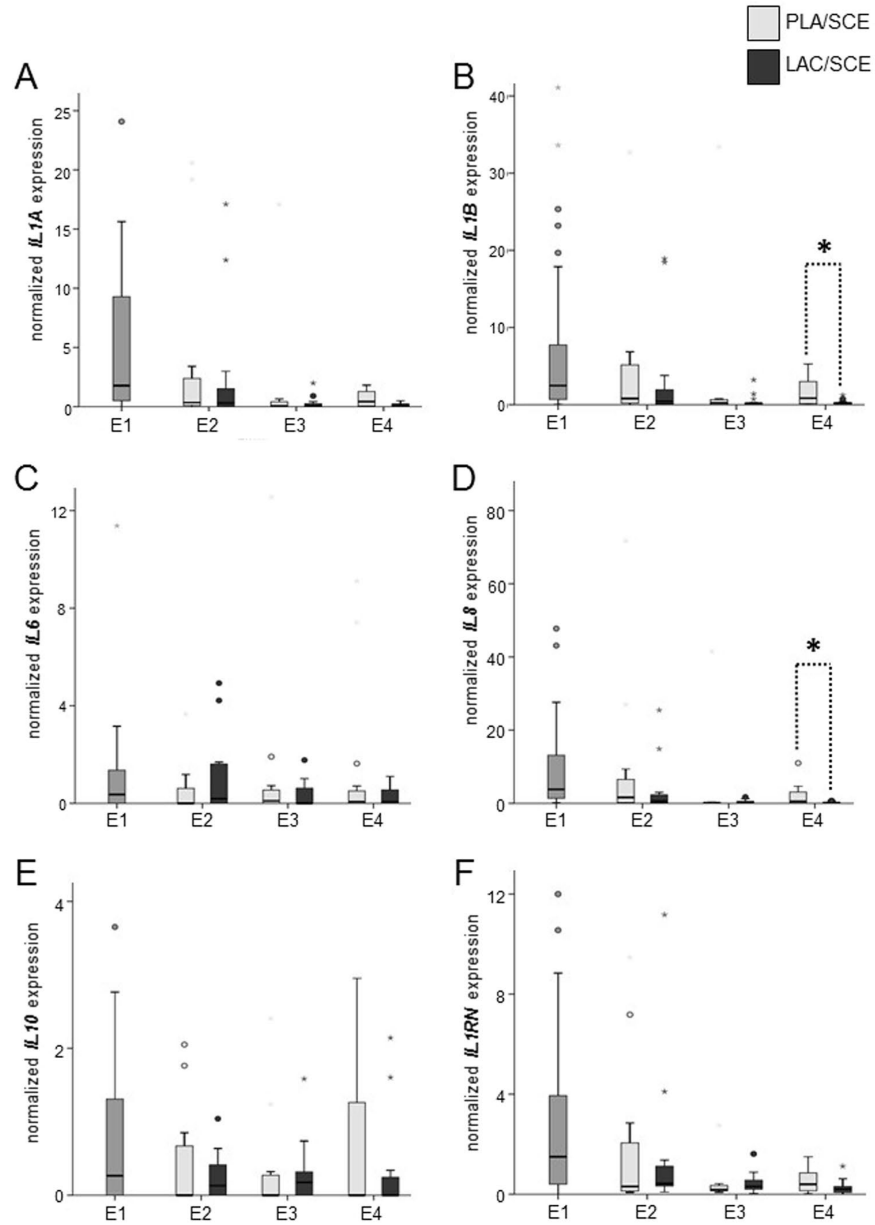 PLA/SCE
LAC/SCE
A
normalized IL1A expression
25
20
15
10
5
0
E1 E2 E3 E4
B
normalized IL1B expression
40
30
20
10
0
*
E1 E2 E3 E4
C
normalized IL6 expression
12
8
4
0
E1 E2 E3 E4
D
normalized IL8 expression
80
60
40
20
10
0
*
E1 E2 E3 E4
E
normalized IL10 expression
4
2
0
E1 E2 E3 E4
F
normalized IL1RN expression
12
8
4
0
E1 E2 E3 E4